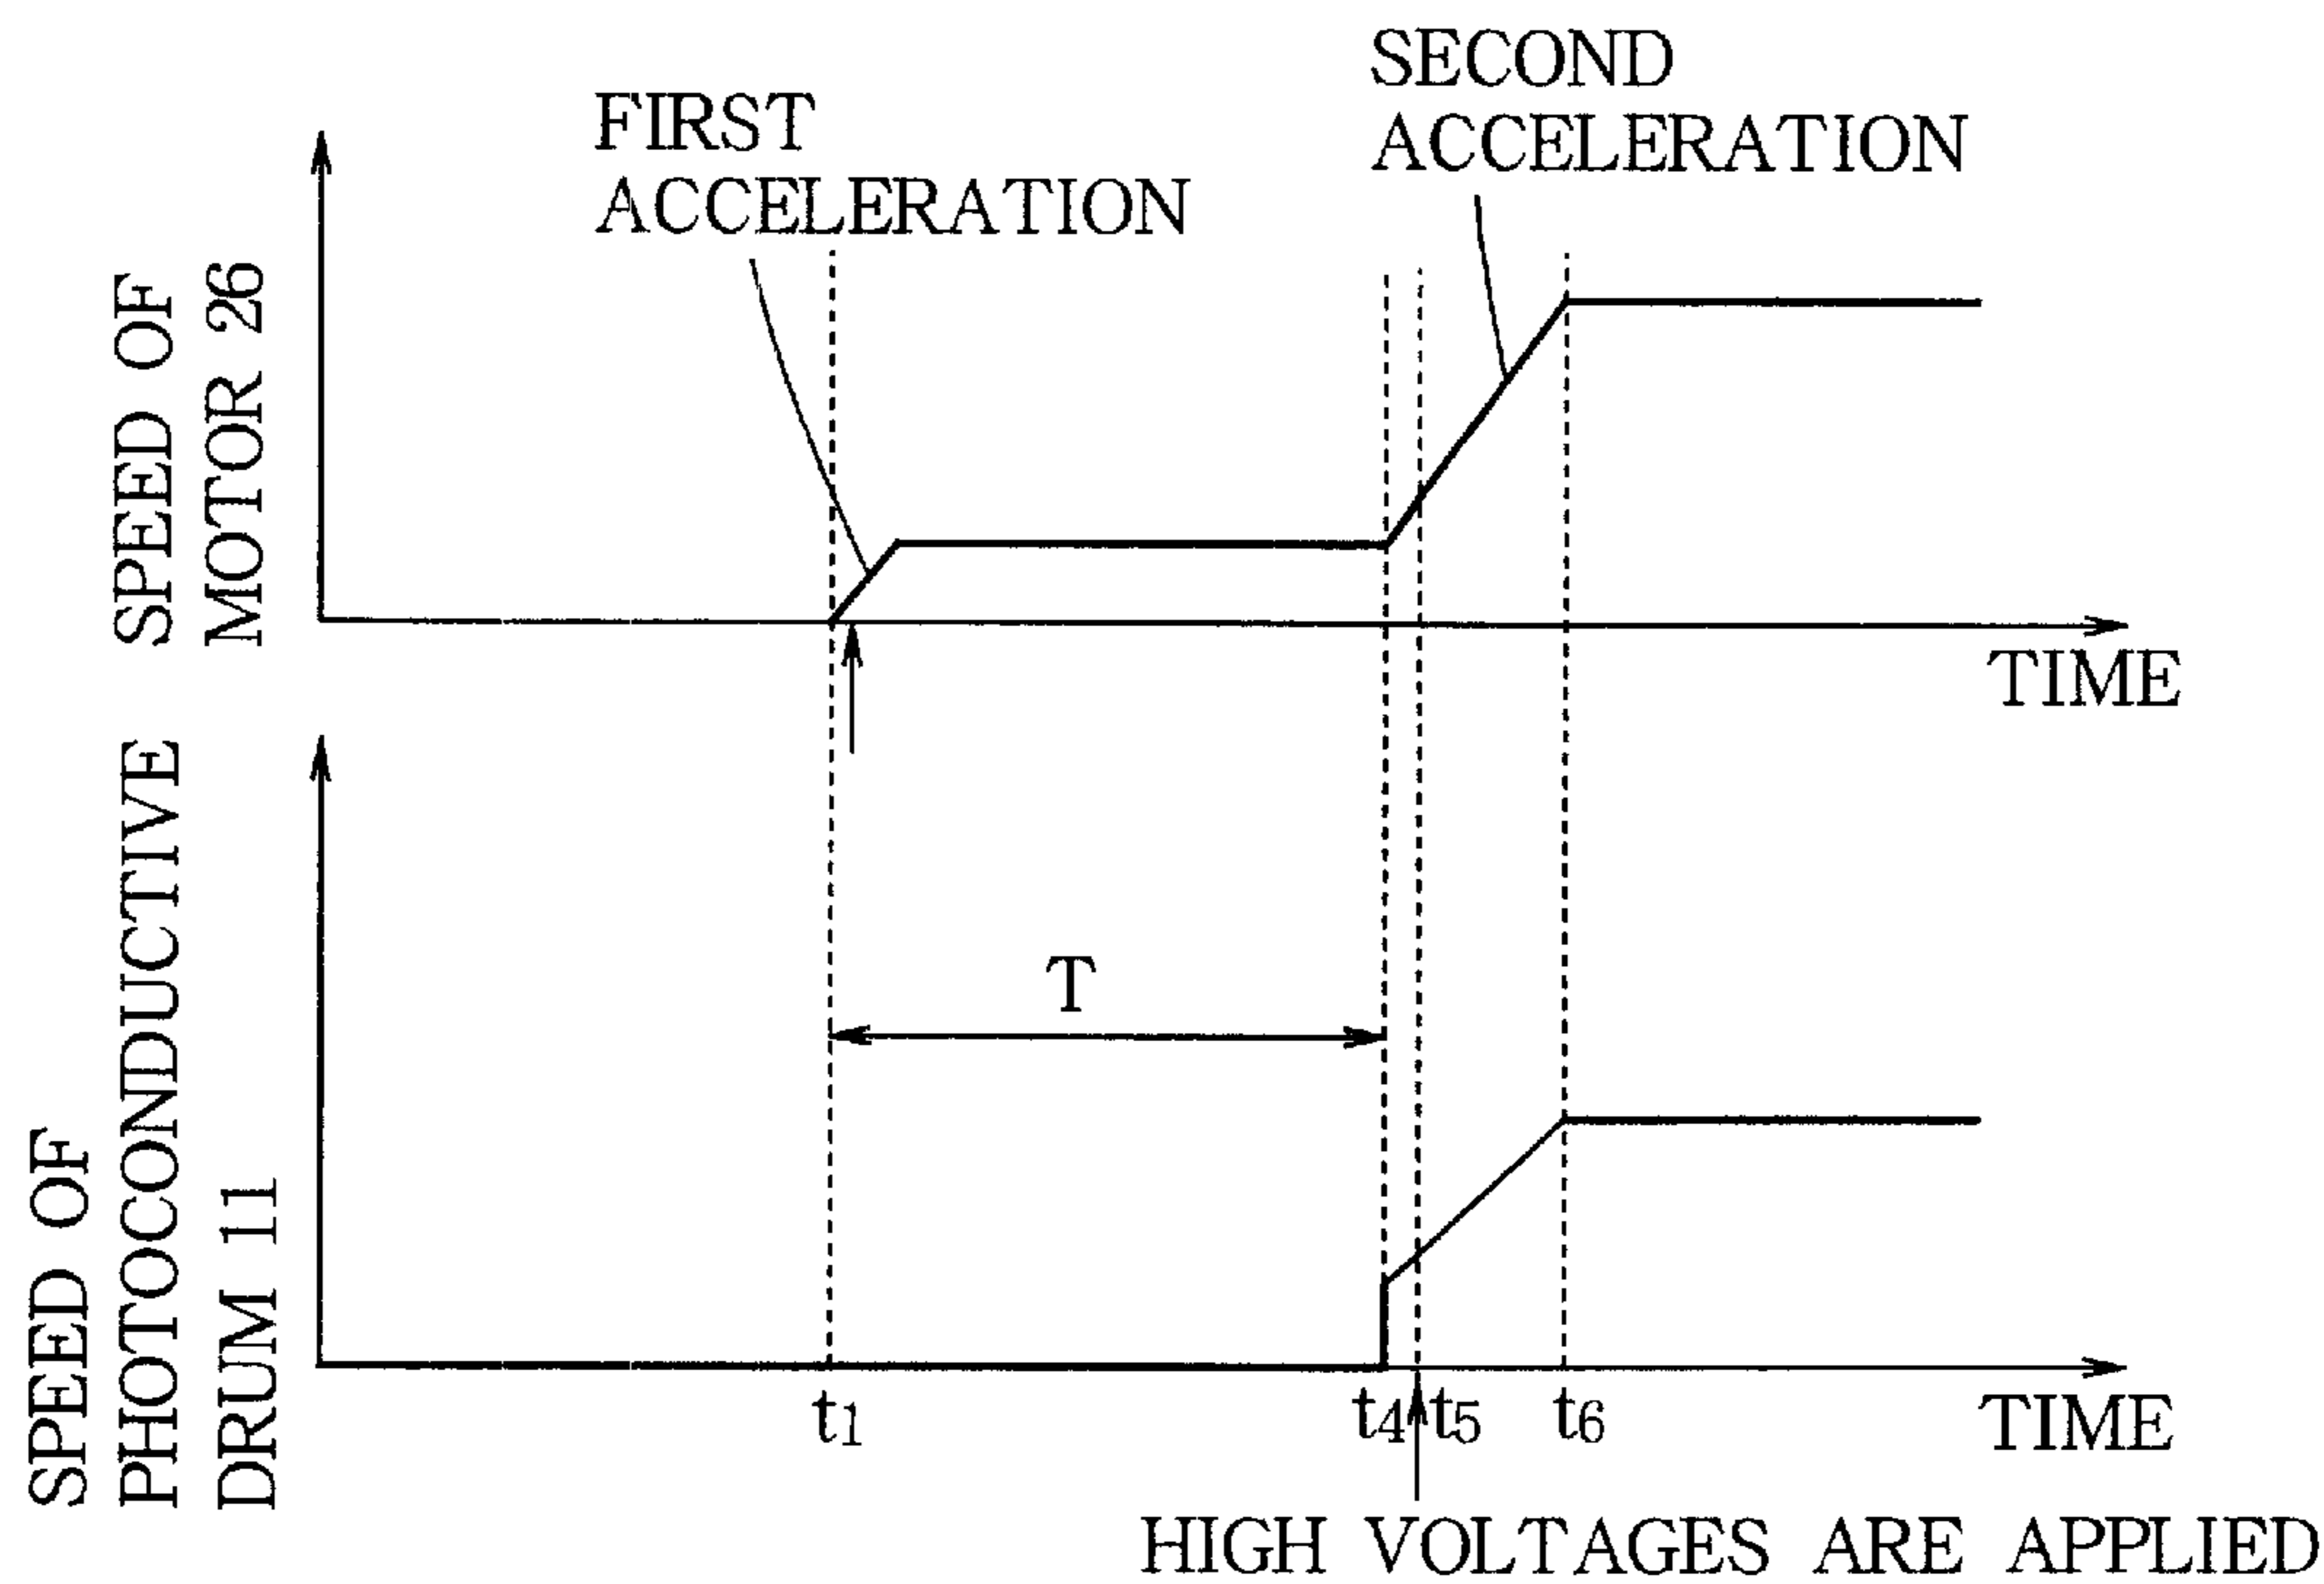 FIRST
ACCELERATION
SECOND
ACCELERATION
SPEED OF
MOTOR 26
TIME
SPEED OF
PHOTOCONDUCTIVE
DRUM 11
T
t1
t4
t5
t6
TIME
HIGH VOLTAGES ARE APPLIED